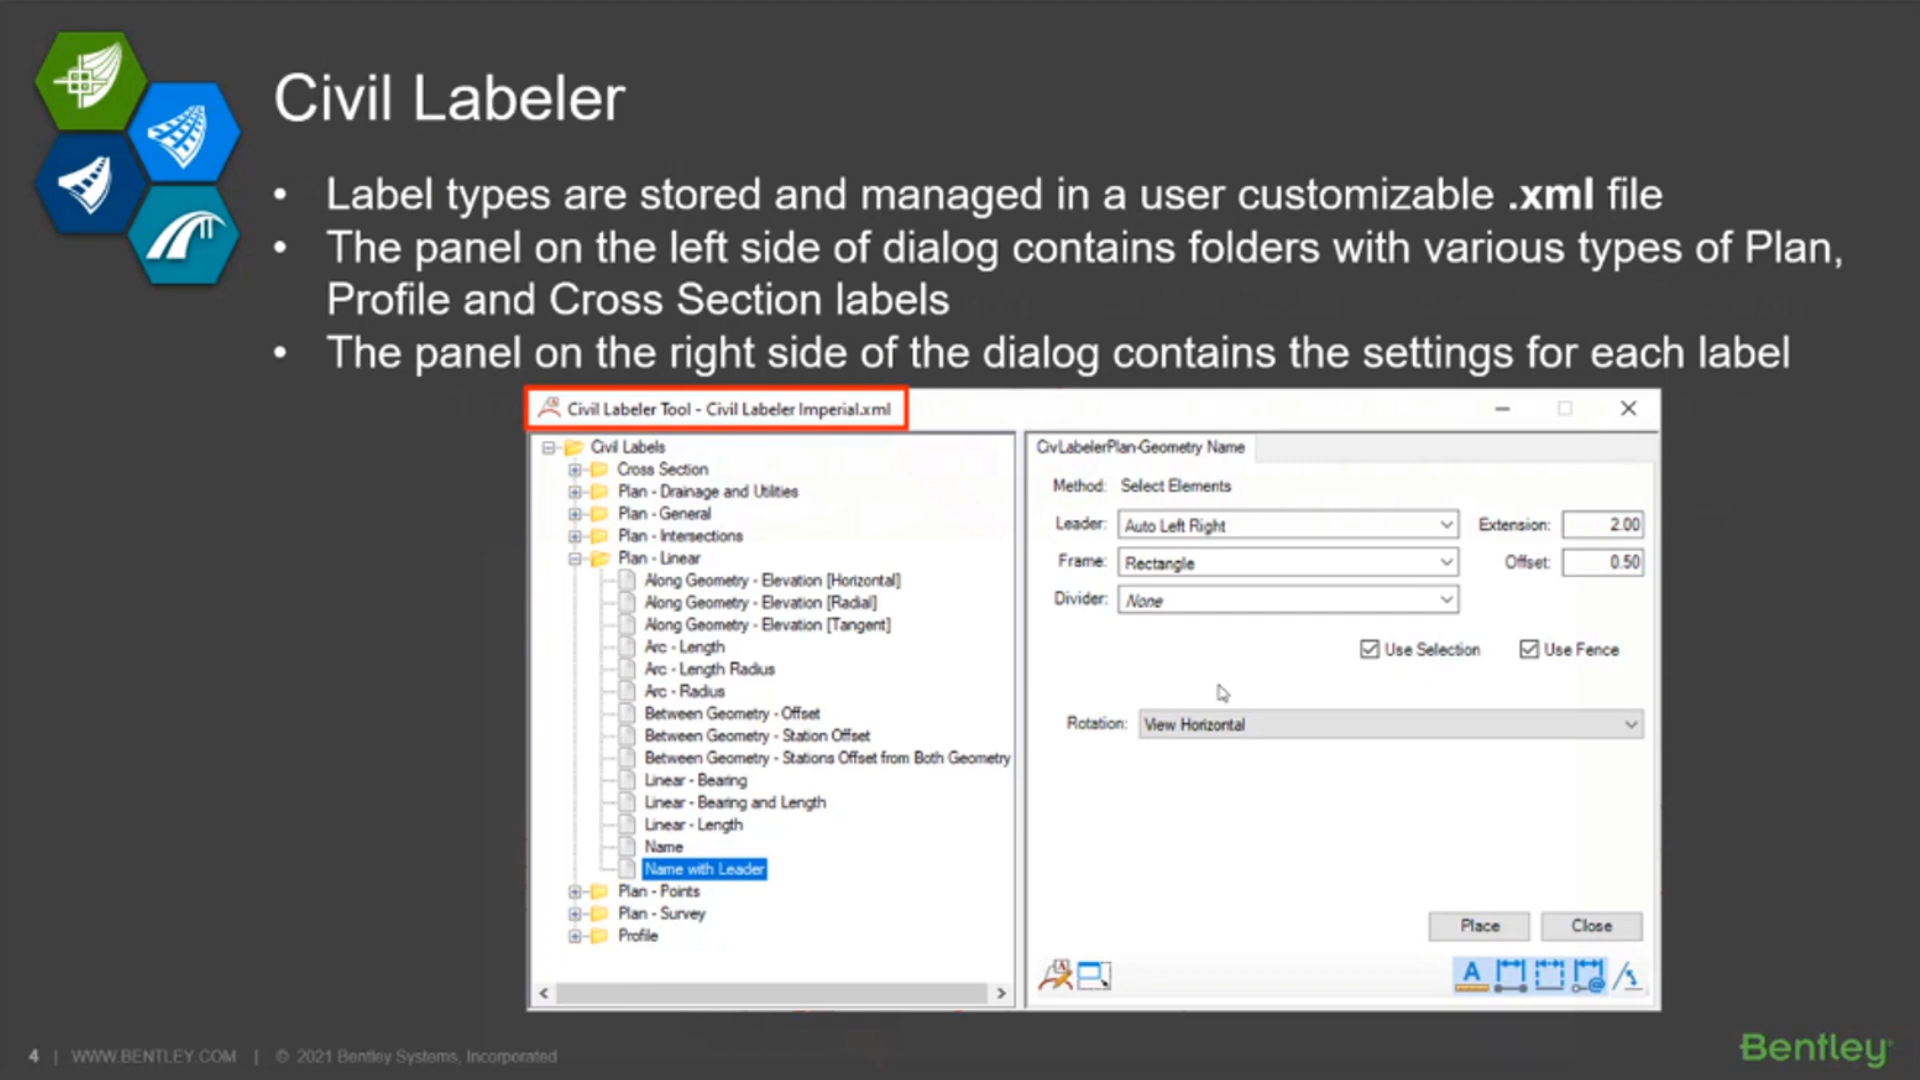 Civil Labeler
• Label types are stored and managed in a user customizable .xml file
• The panel on the left side of dialog contains folders with various types of Plan,
Profile and Cross Section labels
• The panel on the right side of the dialog contains the settings for each label
Civil Labeler Tool - Civil Labeler Imperial.xml
Civil Labels
Cross Section
Plan - Drainage and Utilities
Plan - General
Plan - Intersections
Plan - Linear
Along Geometry - Elevation [Horizontal]
Along Geometry - Elevation [Radial]
Along Geometry - Elevation [Tangent]
Arc - Length
Arc - Length Radius
Arc - Radius
Between Geometry - Offset
Between Geometry - Station Offset
Between Geometry - Stations Offset from Both Geometry
Linear - Bearing
Linear - Bearing and Length
Linear - Length
Name
Name with Leader
Plan - Points
Plan - Survey
Profile
CivLabelerPlan-Geometry Name
Method: Select Elements
Leader: Auto Left Right Extension: 2.00
Frame: Rectangle Offset: 0.50
Divider: None
Use Selection Use Fence
Rotation: View Horizontal
Place Close
4 | WWW.BENTLEY.COM | © 2021 Bentley Systems, Incorporated
Bentley